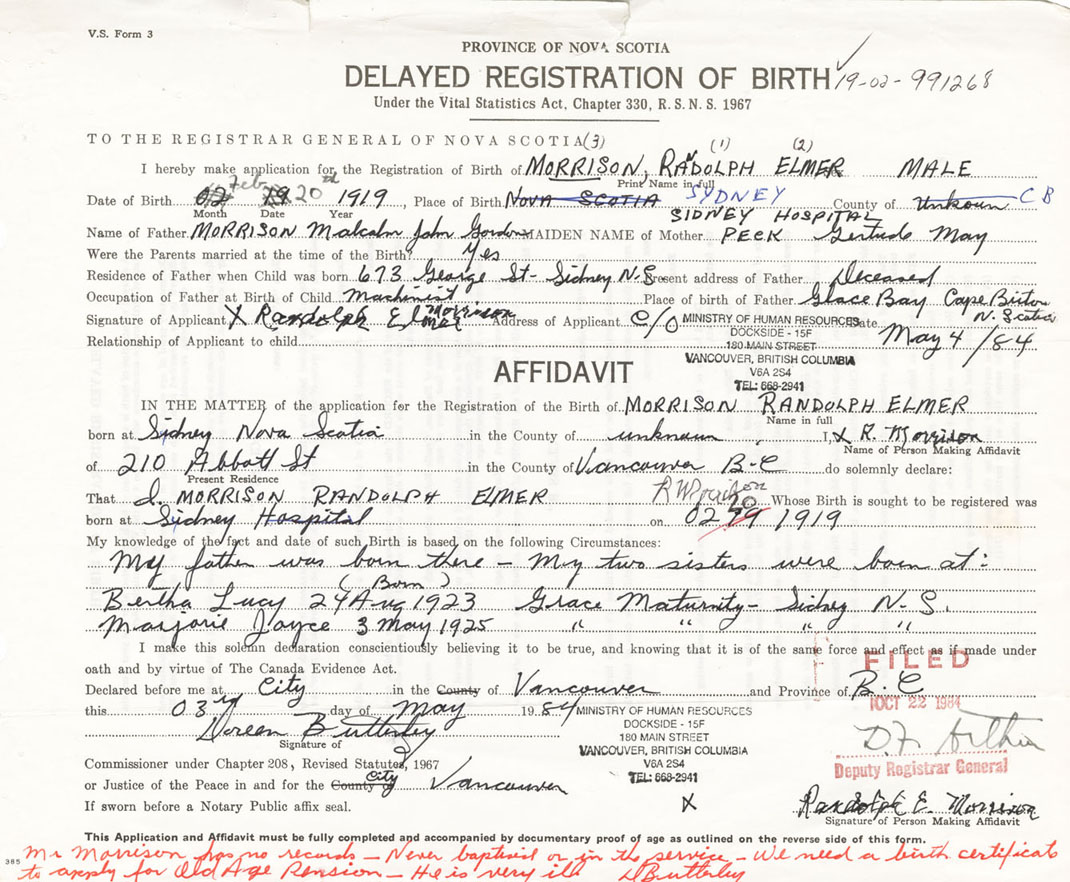 V.S. Form 3
PROVINCE OF NOVA SCOTIA
DELAYED REGISTRATION OF BIRTH 19-02-991268
Under the Vital Statistics Act, Chapter 330, R.S.N.S. 1967
TO THE REGISTRAR GENERAL OF NOVA SCOTIA (3) (1) (2)
I hereby make application for the Registration of Birth of MORRISON, RANDOLPH ELMER MALE
Print Name in full
Date of Birth 02 19 Feb 20th 1919, Place of Birth NOVA SCOTIA SYDNEY County of Unknown C B
Month Date Year SIDNEY HOSPITAL
Name of Father MORRISON Malcolm John Gordon MAIDEN NAME of Mother PECK Gertrude May
Were the Parents married at the time of the Birth? Yes
Residence of Father when Child was born 673 George St - Sidney N.S. Present address of Father Deceased
Occupation of Father at Birth of Child Machinist Place of birth of Father Glace Bay Cape Briton
N. Scotia
Signature of Applicant X Randolph Elmer Morrison Address of Applicant C/O MINISTRY OF HUMAN RESOURCES Date May 4/84
DOCKSIDE - 15F
180 MAIN STREET
Relationship of Applicant to child
VANCOUVER, BRITISH COLUMBIA
V6A 2S4
TEL: 668-2941
AFFIDAVIT
IN THE MATTER of the application for the Registration of the Birth of MORRISON RANDOLPH ELMER
Name in full
born at Sidney Nova Scotia in the County of unknown I, X R. Morrison
Name of Person Making Affidavit
of 210 Abbott St in the County of Vancouver B-C do solemnly declare:
Present Residence
That I. MORRISON RANDOLPH ELMER R Morrison Whose Birth is sought to be registered was
born at Sidney Hospital on 02 19 20 1919
My knowledge of the fact and date of such Birth is based on the following Circumstances:
My father was born there - My two sisters were born at:
(Born)
Bertha Lucy 24 Aug 1923 Grace Maternity - Sidney N.S.
Marjorie Joyce 3 May 1925 " " " "
I make this solemn declaration conscientiously believing it to be true, and knowing that it is of the same force and effect as if made under
oath and by virtue of The Canada Evidence Act.
FILED
Declared before me at City in the County of Vancouver and Province of B.C
OCT 22 1984
this 03rd day of May 1984 MINISTRY OF HUMAN RESOURCES
DOCKSIDE - 15F
Doreen Butterley 180 MAIN STREET
Signature of VANCOUVER, BRITISH COLUMBIA
Commissioner under Chapter 208, Revised Statutes, 1967 V6A 2S4
Deputy Registrar General
or Justice of the Peace in and for the County of City Vancouver TEL: 668-2941
If sworn before a Notary Public affix seal. X Randolph E. Morrison
Signature of Person Making Affidavit
This Application and Affidavit must be fully completed and accompanied by documentary proof of age as outlined on the reverse side of this form.
385
Mr Morrison has no records - Never baptised or in the service - We need a birth certificate
to apply for Old Age Pension - He is very ill DButterley